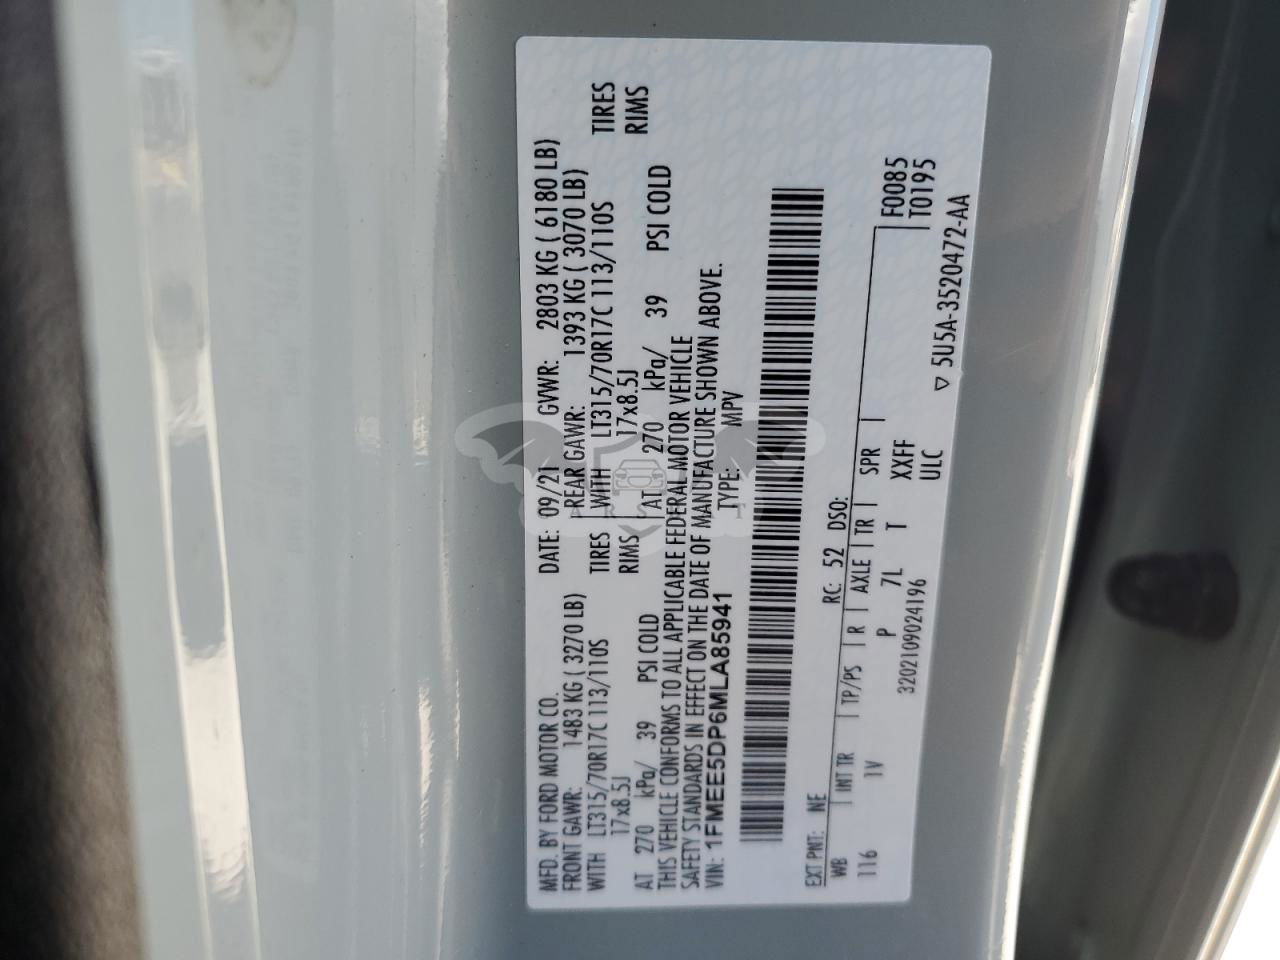 MFD. BY FORD MOTOR CO. DATE: 09/21 GVWR: 2803 KG ( 6180 LB)
FRONT GAWR: 1483 KG ( 3270 LB) REAR GAWR: 1393 KG ( 3070 LB)
WITH LT315/70R17C 113/110S TIRES WITH LT315/70R17C 113/110S TIRES
17x8.5J RIMS 17x8.5J RIMS
AT 270 kPa/ 39 PSI COLD AT 270 kPa/ 39 PSI COLD
THIS VEHICLE CONFORMS TO ALL APPLICABLE FEDERAL MOTOR VEHICLE
SAFETY STANDARDS IN EFFECT ON THE DATE OF MANUFACTURE SHOWN ABOVE.
VIN: 1FMEE5DP6MLA85941 TYPE: MPV
EXT PNT: NE RC: 52 DSO:
WB INT TR TP/PS R AXLE TR SPR F0085
116 1V P 7L T XXFF T0195
3202109024196 ULC
▽ 5U5A-3520472-AA